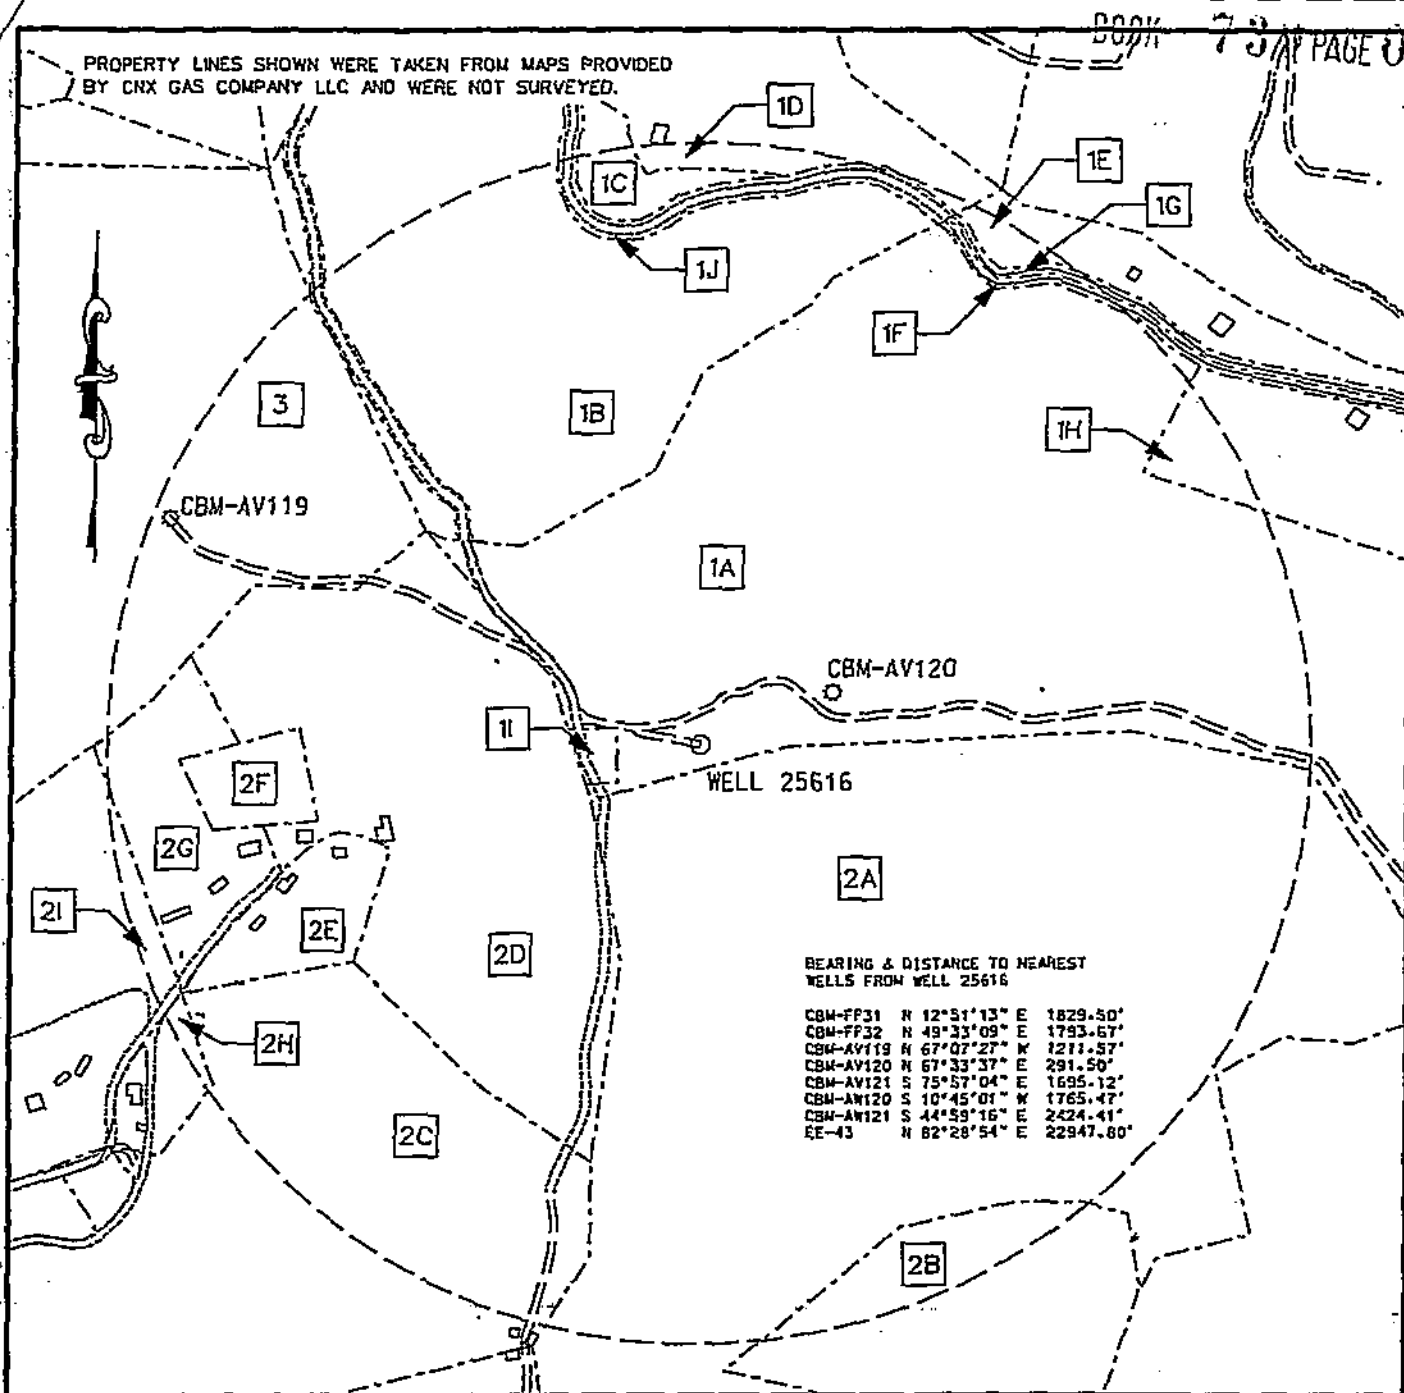 BOOK 73 PAGE
PROPERTY LINES SHOWN WERE TAKEN FROM MAPS PROVIDED
BY CNX GAS COMPANY LLC AND WERE NOT SURVEYED.
1D
1E
1C
1G
1J
1F
3
1B
1H
CBM-AV119
1A
CBM-AV120
1I
WELL 25616
2F
2G
2A
2I
2E
2D
BEARING & DISTANCE TO NEAREST
WELLS FROM WELL 25616
CBM-FF31 N 12°51'13" E 1829.50'
CBM-FF32 N 49°33'09" E 1793.67'
CBM-AV119 N 67°07'27" W 1211.57'
CBM-AV120 N 67°33'37" E 291.50'
CBM-AV121 S 75°57'04" E 1695.12'
CBM-AW120 S 10°45'01" W 1765.47'
CBM-AW121 S 44°59'16" E 2424.41'
EE-43 N 82°28'54" E 22947.80'
2H
2C
2B